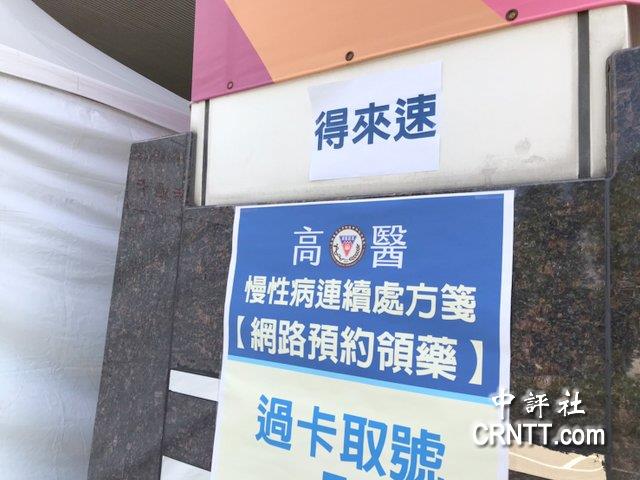 得來速
高醫
慢性病連續處方箋
【網路預約領藥】
過卡取號
中評社
CRNTT.com